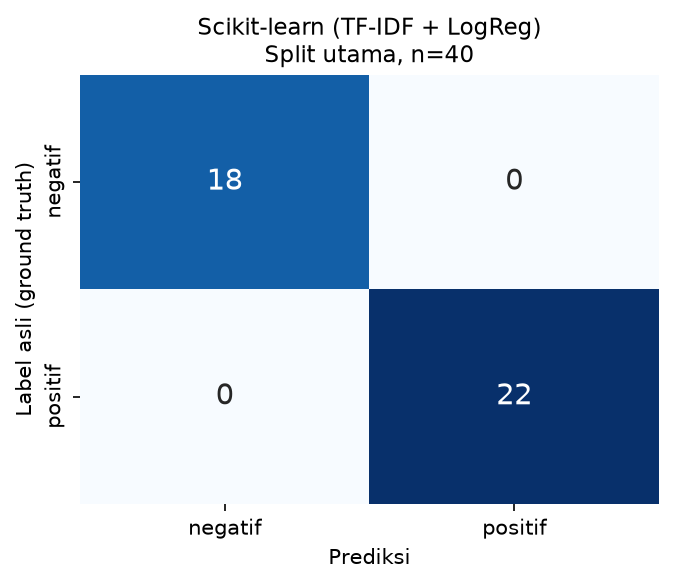 Scikit-learn (TF-IDF + LogReg)
Split utama, n=40
Label asli (ground truth)
negatif
18
0
positif
0
22
negatif
positif
Prediksi